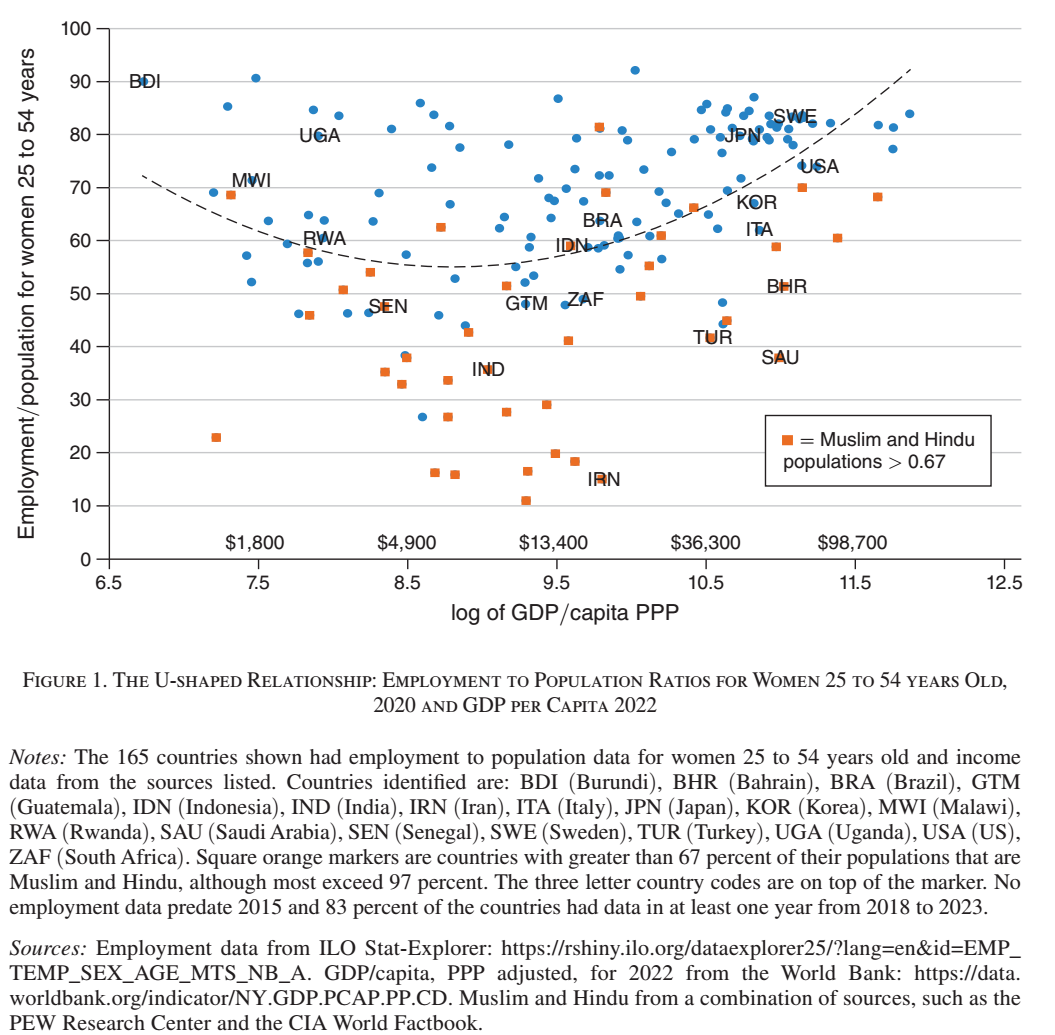 Employment/population for women 25 to 54 years
100
90
80
70
60
50
40
30
20
10
0
BDI
UGA
MWI
RWA
SEN
GTM
ZAF
IND
IDN
BRA
IRN
SWE
JPN
USA
KOR
ITA
BHR
TUR
SAU
= Muslim and Hindu
populations > 0.67
$1,800 $4,900 $13,400 $36,300 $98,700
6.5 7.5 8.5 9.5 10.5 11.5 12.5
log of GDP/capita PPP
Figure 1. The U-shaped Relationship: Employment to Population Ratios for Women 25 to 54 years Old,
2020 and GDP per Capita 2022
Notes: The 165 countries shown had employment to population data for women 25 to 54 years old and income
data from the sources listed. Countries identified are: BDI (Burundi), BHR (Bahrain), BRA (Brazil), GTM
(Guatemala), IDN (Indonesia), IND (India), IRN (Iran), ITA (Italy), JPN (Japan), KOR (Korea), MWI (Malawi),
RWA (Rwanda), SAU (Saudi Arabia), SEN (Senegal), SWE (Sweden), TUR (Turkey), UGA (Uganda), USA (US),
ZAF (South Africa). Square orange markers are countries with greater than 67 percent of their populations that are
Muslim and Hindu, although most exceed 97 percent. The three letter country codes are on top of the marker. No
employment data predate 2015 and 83 percent of the countries had data in at least one year from 2018 to 2023.
Sources: Employment data from ILO Stat-Explorer: https://rshiny.ilo.org/dataexplorer25/?lang=en&id=EMP_
TEMP_SEX_AGE_MTS_NB_A. GDP/capita, PPP adjusted, for 2022 from the World Bank: https://data.
worldbank.org/indicator/NY.GDP.PCAP.PP.CD. Muslim and Hindu from a combination of sources, such as the
PEW Research Center and the CIA World Factbook.